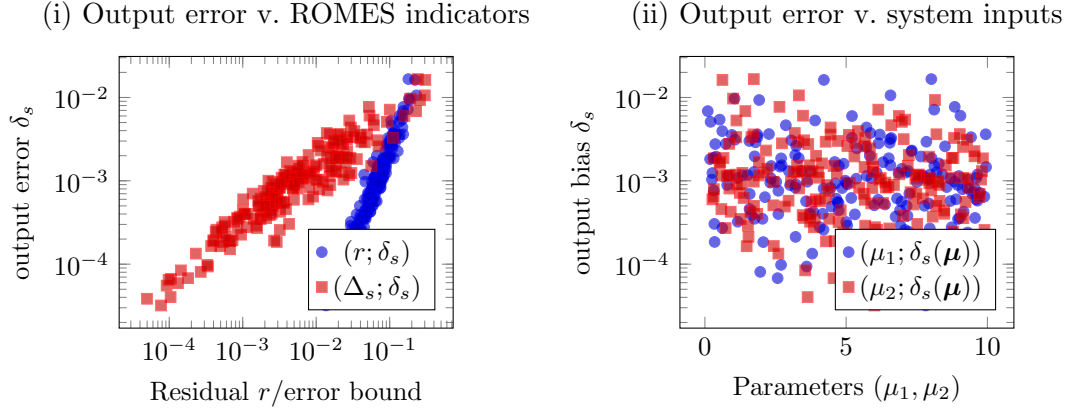 (i) Output error v. ROMES indicators
output error δ_s
10^{-2}
10^{-3}
10^{-4}
(r; δ_s)
(Δ_s; δ_s)
10^{-4} 10^{-3} 10^{-2} 10^{-1}
Residual r/error bound
(ii) Output error v. system inputs
output bias δ_s
10^{-2}
10^{-3}
10^{-4}
(μ_1; δ_s(μ))
(μ_2; δ_s(μ))
0 5 10
Parameters (μ_1, μ_2)